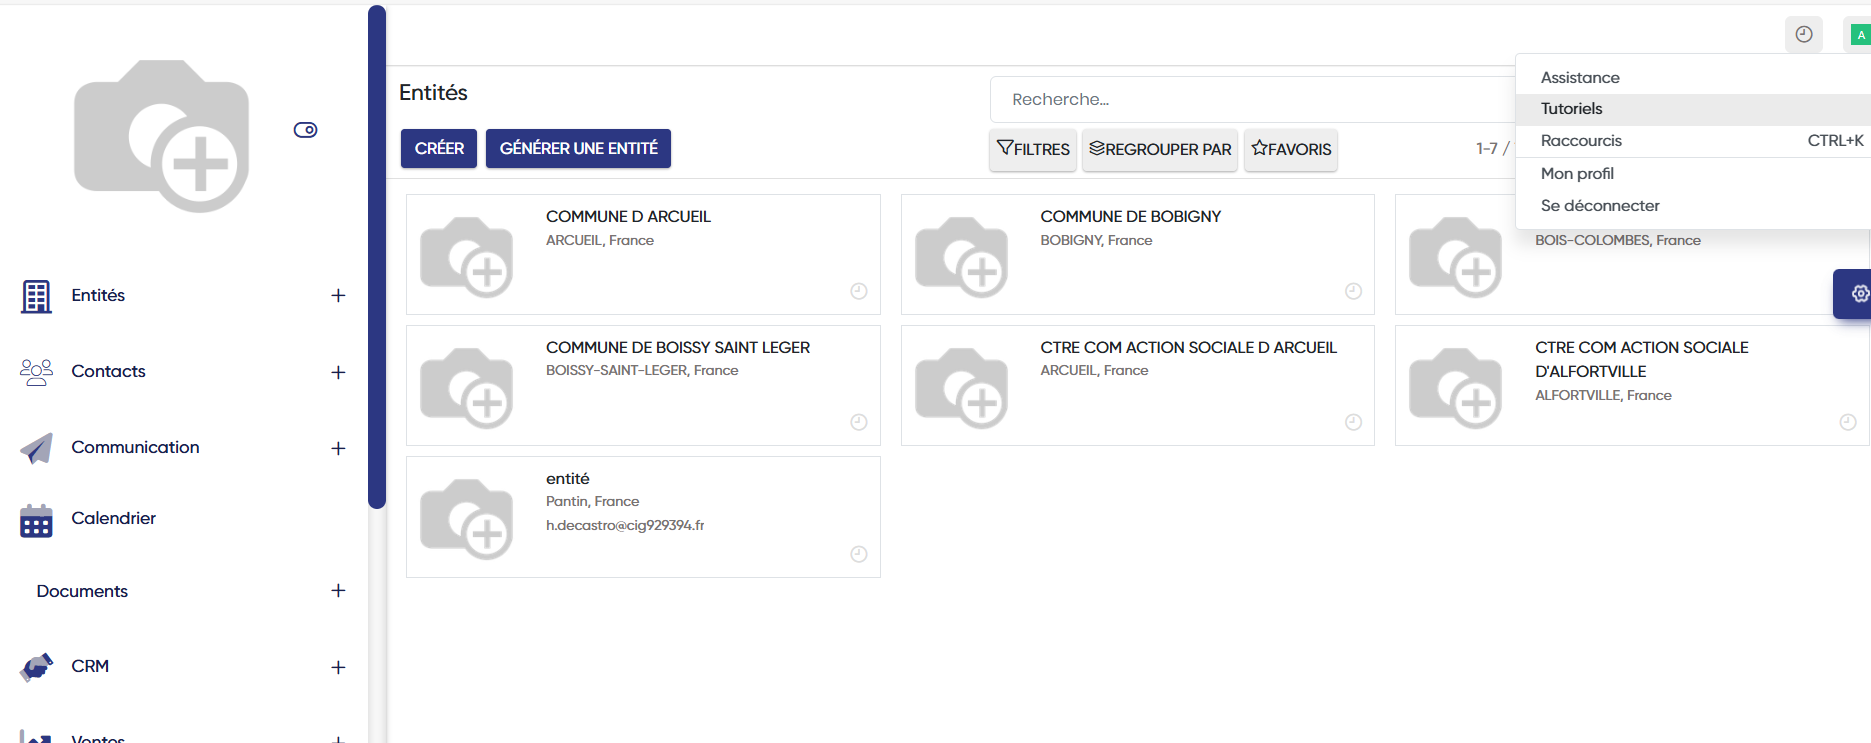 A
Assistance
Tutoriels
Raccourcis CTRL+K
Mon profil
Se déconnecter
Entités
Recherche...
CRÉER
GÉNÉRER UNE ENTITÉ
FILTRES
REGROUPER PAR
FAVORIS
1-7 /
Entités
Contacts
Communication
Calendrier
Documents
CRM
Ventes
COMMUNE D ARCUEIL
ARCUEIL, France
COMMUNE DE BOBIGNY
BOBIGNY, France
BOIS-COLOMBES, France
COMMUNE DE BOISSY SAINT LEGER
BOISSY-SAINT-LEGER, France
CTRE COM ACTION SOCIALE D ARCUEIL
ARCUEIL, France
CTRE COM ACTION SOCIALE
D'ALFORTVILLE
ALFORTVILLE, France
entité
Pantin, France
h.decastro@cig929394.fr